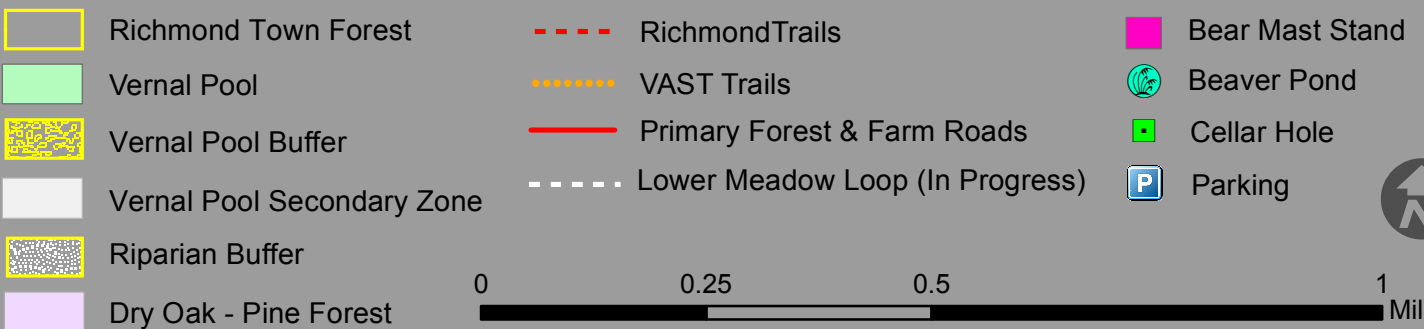 Richmond Town Forest
Vernal Pool
Vernal Pool Buffer
Vernal Pool Secondary Zone
Riparian Buffer
Dry Oak - Pine Forest
RichmondTrails
VAST Trails
Primary Forest & Farm Roads
Lower Meadow Loop (In Progress)
Bear Mast Stand
Beaver Pond
Cellar Hole
P Parking
N
0 0.25 0.5 1
Mil